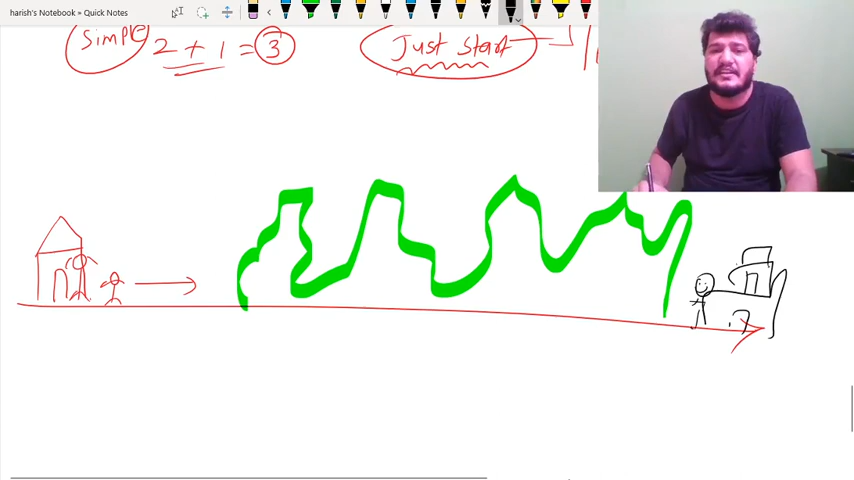 harish's Notebook » Quick Notes
Simple 2 + 1 = 3
Just start